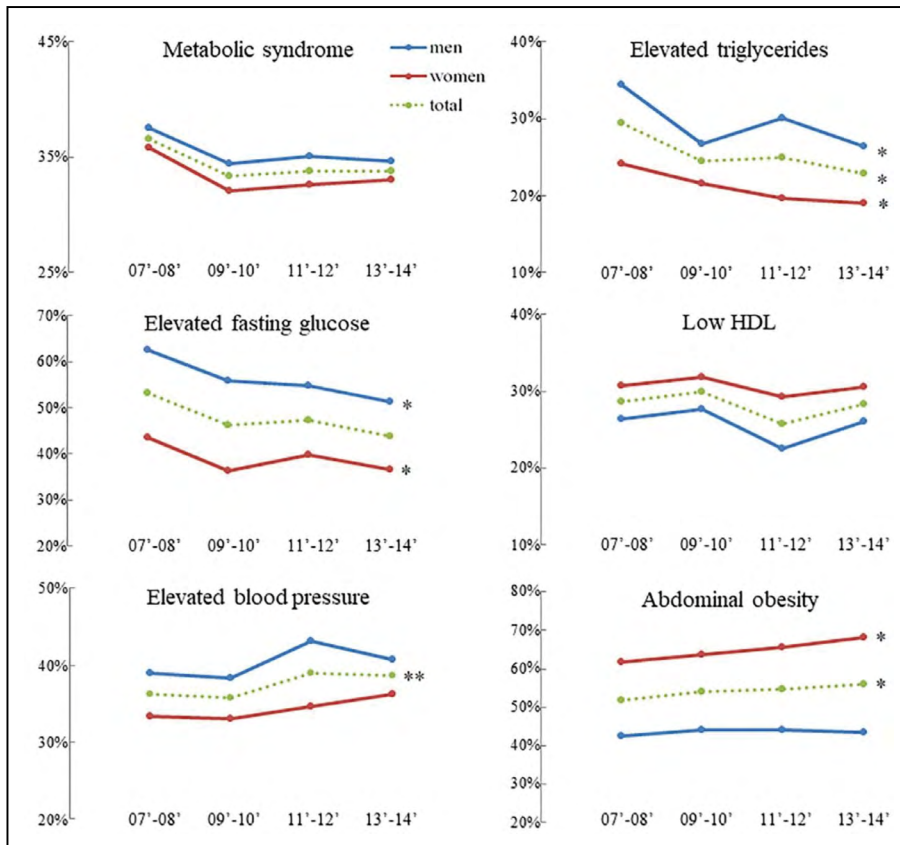 Metabolic syndrome
men
women
total
45%
35%
25%
07’-08’ 09’-10’ 11’-12’ 13’-14’
Elevated triglycerides
40%
30%
20%
10%
*
*
*
07’-08’ 09’-10’ 11’-12’ 13’-14’
Elevated fasting glucose
70%
60%
50%
40%
30%
20%
*
*
07’-08’ 09’-10’ 11’-12’ 13’-14’
Low HDL
40%
30%
20%
10%
07’-08’ 09’-10’ 11’-12’ 13’-14’
Elevated blood pressure
50%
40%
30%
20%
**
07’-08’ 09’-10’ 11’-12’ 13’-14’
Abdominal obesity
80%
70%
60%
50%
40%
30%
20%
*
*
07’-08’ 09’-10’ 11’-12’ 13’-14’